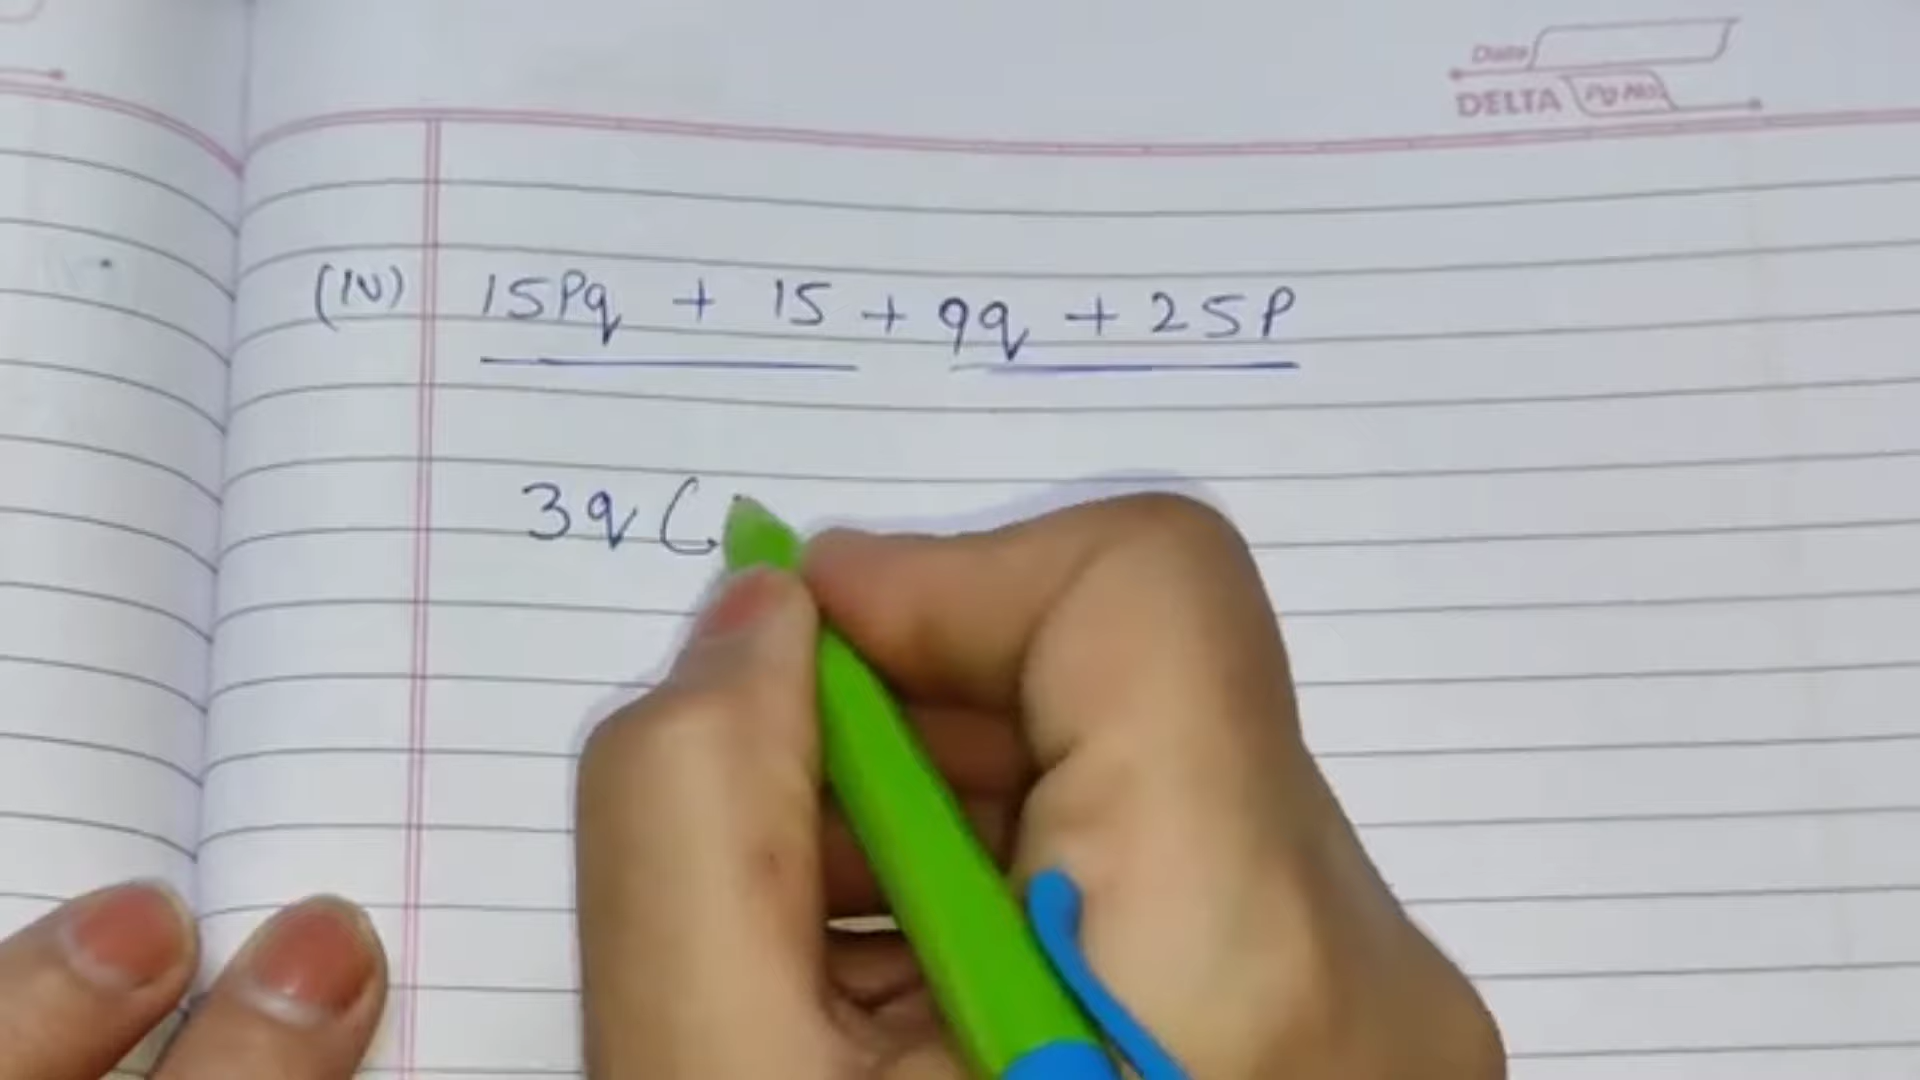 Date
DELTA Pg No.
(IV) 15Pq + 15 + 9q + 25P
3q (